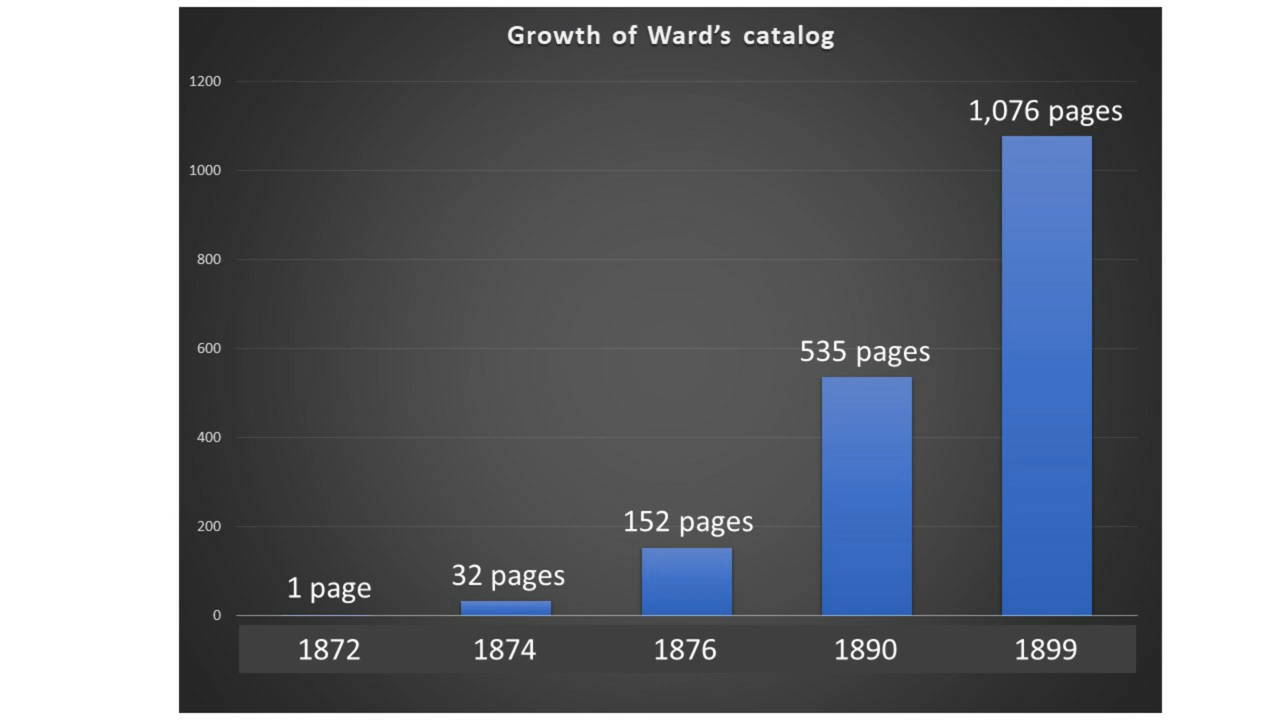 Growth of Ward’s catalog
1200
1,076 pages
1000
800
600
535 pages
400
200
152 pages
32 pages
1 page
0
1872 1874 1876 1890 1899